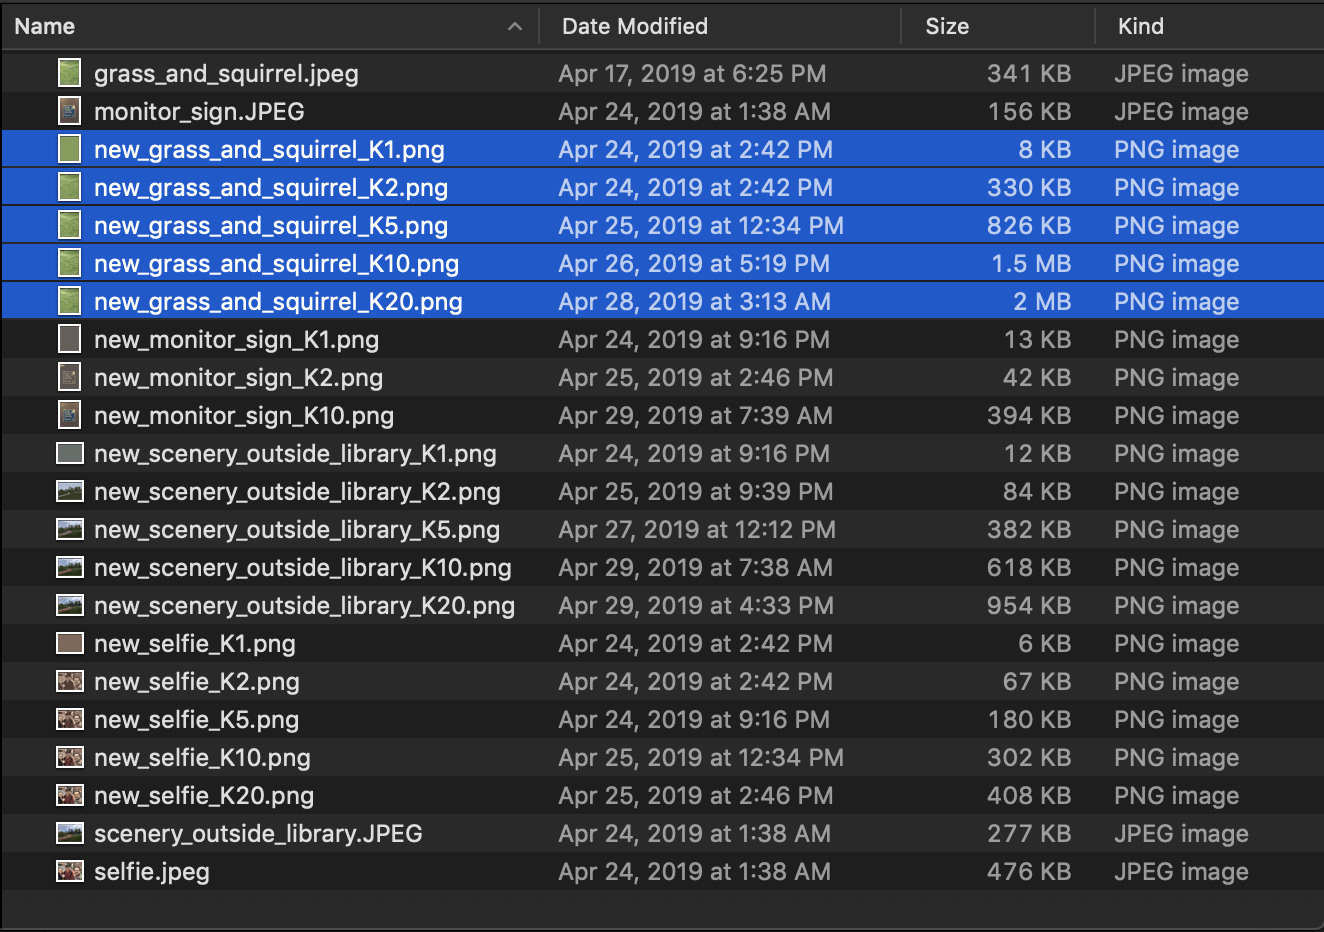 Name Date Modified Size Kind
grass_and_squirrel.jpeg Apr 17, 2019 at 6:25 PM 341 KB JPEG image
monitor_sign.JPEG Apr 24, 2019 at 1:38 AM 156 KB JPEG image
new_grass_and_squirrel_K1.png Apr 24, 2019 at 2:42 PM 8 KB PNG image
new_grass_and_squirrel_K2.png Apr 24, 2019 at 2:42 PM 330 KB PNG image
new_grass_and_squirrel_K5.png Apr 25, 2019 at 12:34 PM 826 KB PNG image
new_grass_and_squirrel_K10.png Apr 26, 2019 at 5:19 PM 1.5 MB PNG image
new_grass_and_squirrel_K20.png Apr 28, 2019 at 3:13 AM 2 MB PNG image
new_monitor_sign_K1.png Apr 24, 2019 at 9:16 PM 13 KB PNG image
new_monitor_sign_K2.png Apr 25, 2019 at 2:46 PM 42 KB PNG image
new_monitor_sign_K10.png Apr 29, 2019 at 7:39 AM 394 KB PNG image
new_scenery_outside_library_K1.png Apr 24, 2019 at 9:16 PM 12 KB PNG image
new_scenery_outside_library_K2.png Apr 25, 2019 at 9:39 PM 84 KB PNG image
new_scenery_outside_library_K5.png Apr 27, 2019 at 12:12 PM 382 KB PNG image
new_scenery_outside_library_K10.png Apr 29, 2019 at 7:38 AM 618 KB PNG image
new_scenery_outside_library_K20.png Apr 29, 2019 at 4:33 PM 954 KB PNG image
new_selfie_K1.png Apr 24, 2019 at 2:42 PM 6 KB PNG image
new_selfie_K2.png Apr 24, 2019 at 2:42 PM 67 KB PNG image
new_selfie_K5.png Apr 24, 2019 at 9:16 PM 180 KB PNG image
new_selfie_K10.png Apr 25, 2019 at 12:34 PM 302 KB PNG image
new_selfie_K20.png Apr 25, 2019 at 2:46 PM 408 KB PNG image
scenery_outside_library.JPEG Apr 24, 2019 at 1:38 AM 277 KB JPEG image
selfie.jpeg Apr 24, 2019 at 1:38 AM 476 KB JPEG image